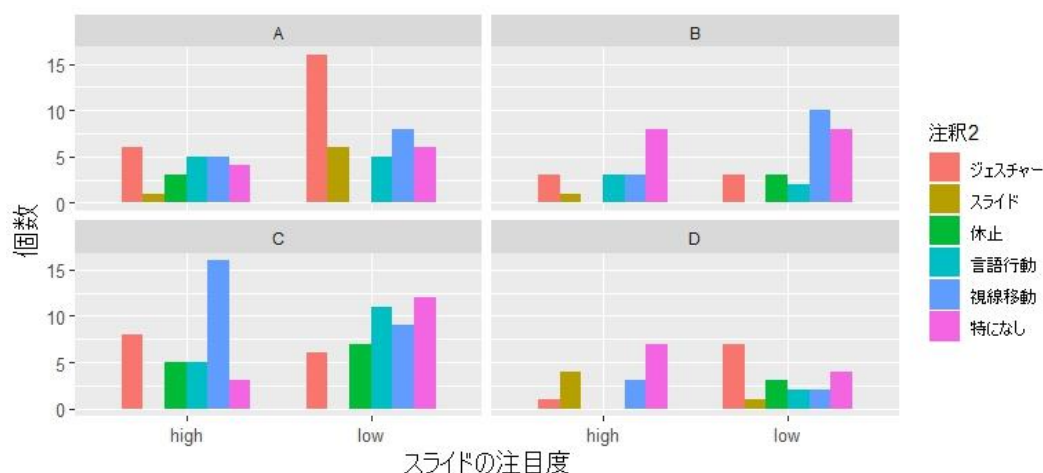 A
B
15
10
5
0
個数
C
D
15
10
5
0
high
low
high
low
スライドの注目度
注釈2
ジェスチャー
スライド
休止
言語行動
視線移動
特になし